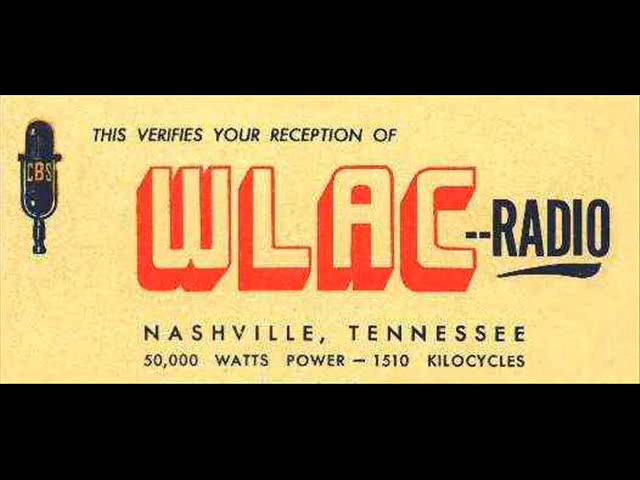 CBS
THIS VERIFIES YOUR RECEPTION OF
WLAC--RADIO
NASHVILLE, TENNESSEE
50,000 WATTS POWER — 1510 KILOCYCLES